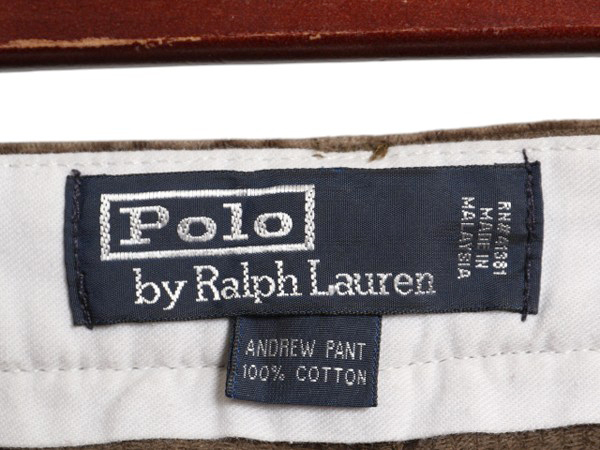 Polo
by Ralph Lauren
RN#41381
MADE IN
MALAYSIA
ANDREW PANT
100% COTTON